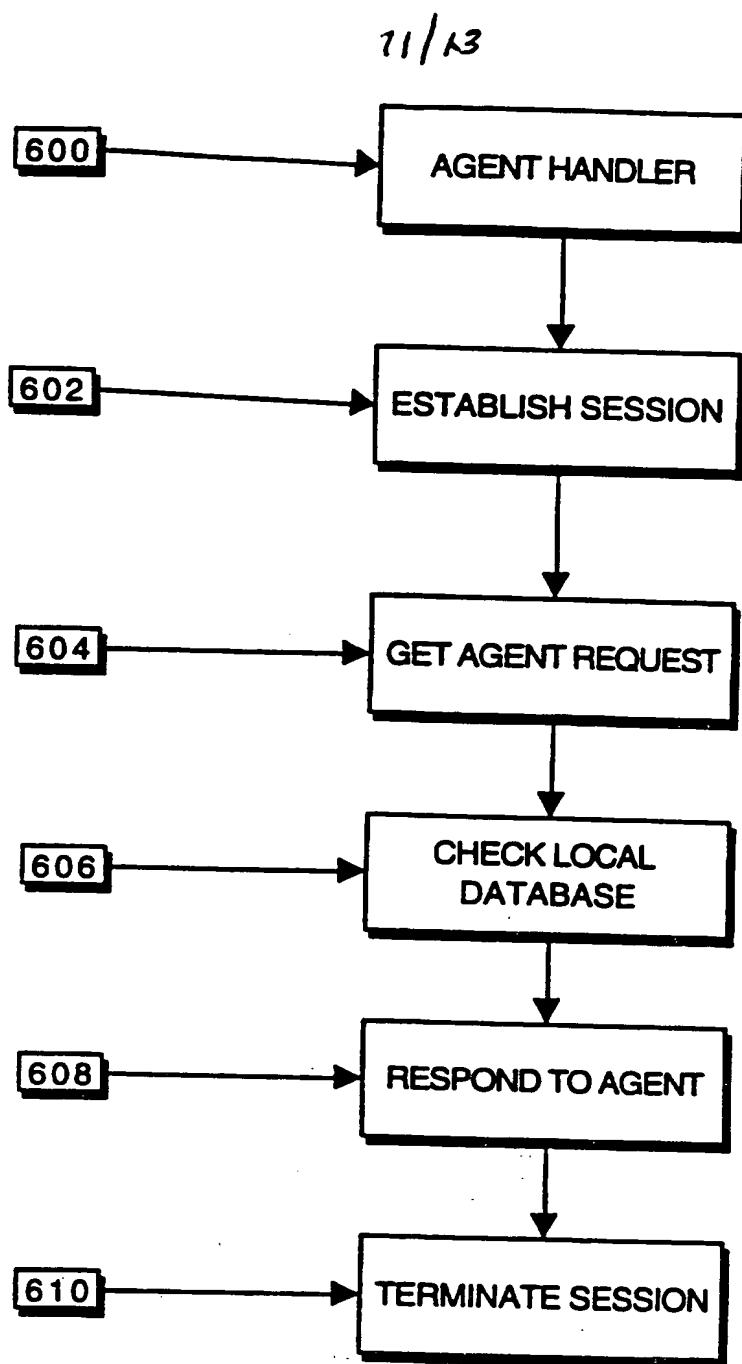 11/13
600
AGENT HANDLER
602
ESTABLISH SESSION
604
GET AGENT REQUEST
606
CHECK LOCAL
DATABASE
608
RESPOND TO AGENT
610
TERMINATE SESSION